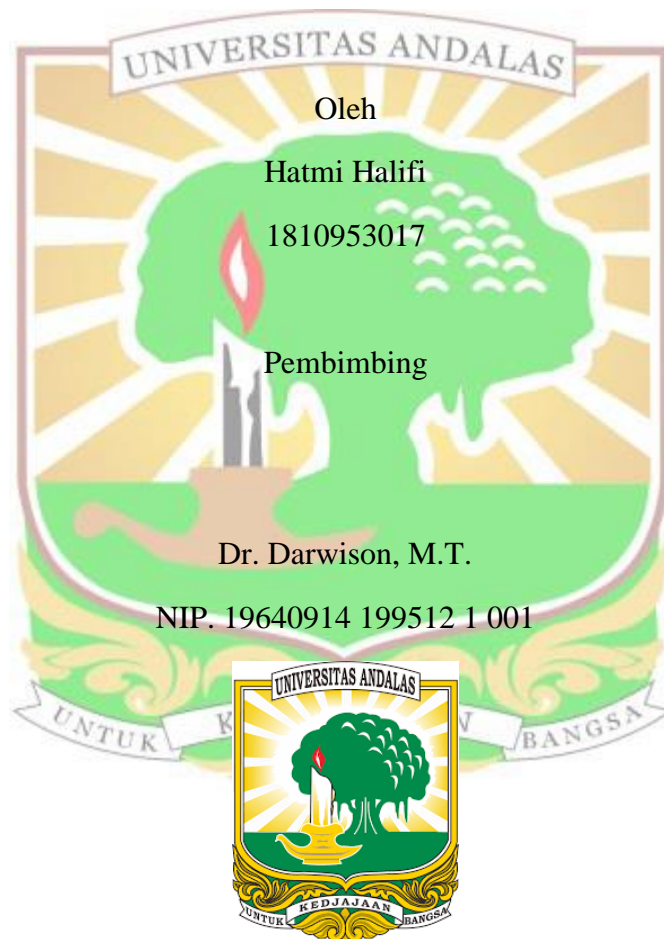 UNIVERSITAS ANDALAS
Oleh
Hatmi Halifi
1810953017
Pembimbing
Dr. Darwison, M.T.
NIP. 19640914 199512 1 001
UNIVERSITAS ANDALAS
UNTUK K N BANGSA
UNTUK KEDJAJAAN BANGSA